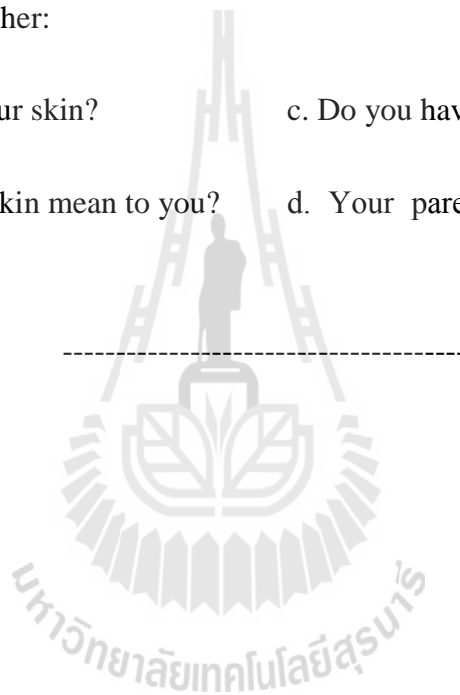 her:
ur skin? c. Do you hav
kin mean to you? d. Your pare
----------------------------------------
มหาวิทยาลัยเทคโนโลยีสุรนารี